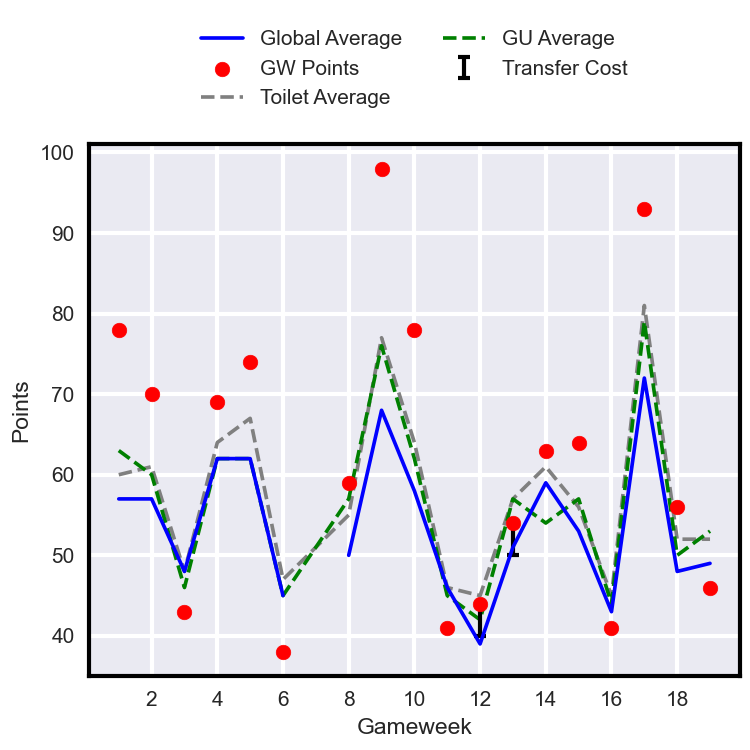 Global Average
GW Points
Toilet Average
GU Average
Transfer Cost
100
90
80
70
60
50
40
Points
2 4 6 8 10 12 14 16 18
Gameweek